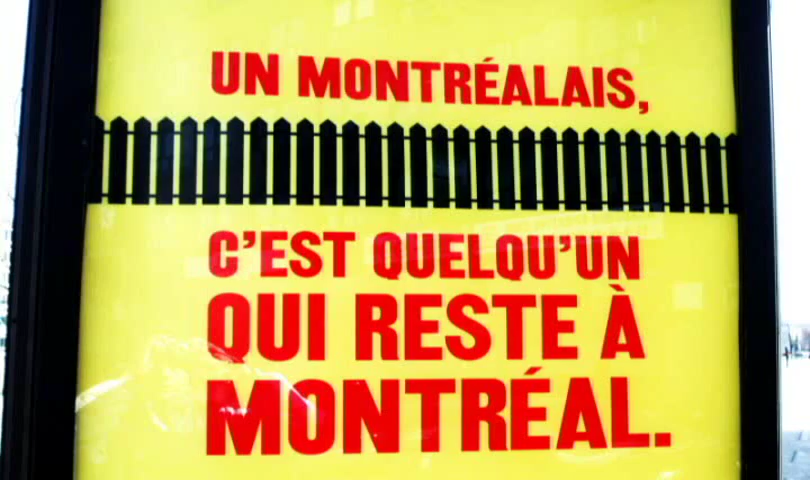 UN MONTRÉALAIS,
C'EST QUELQU'UN
QUI RESTE À
MONTRÉAL.